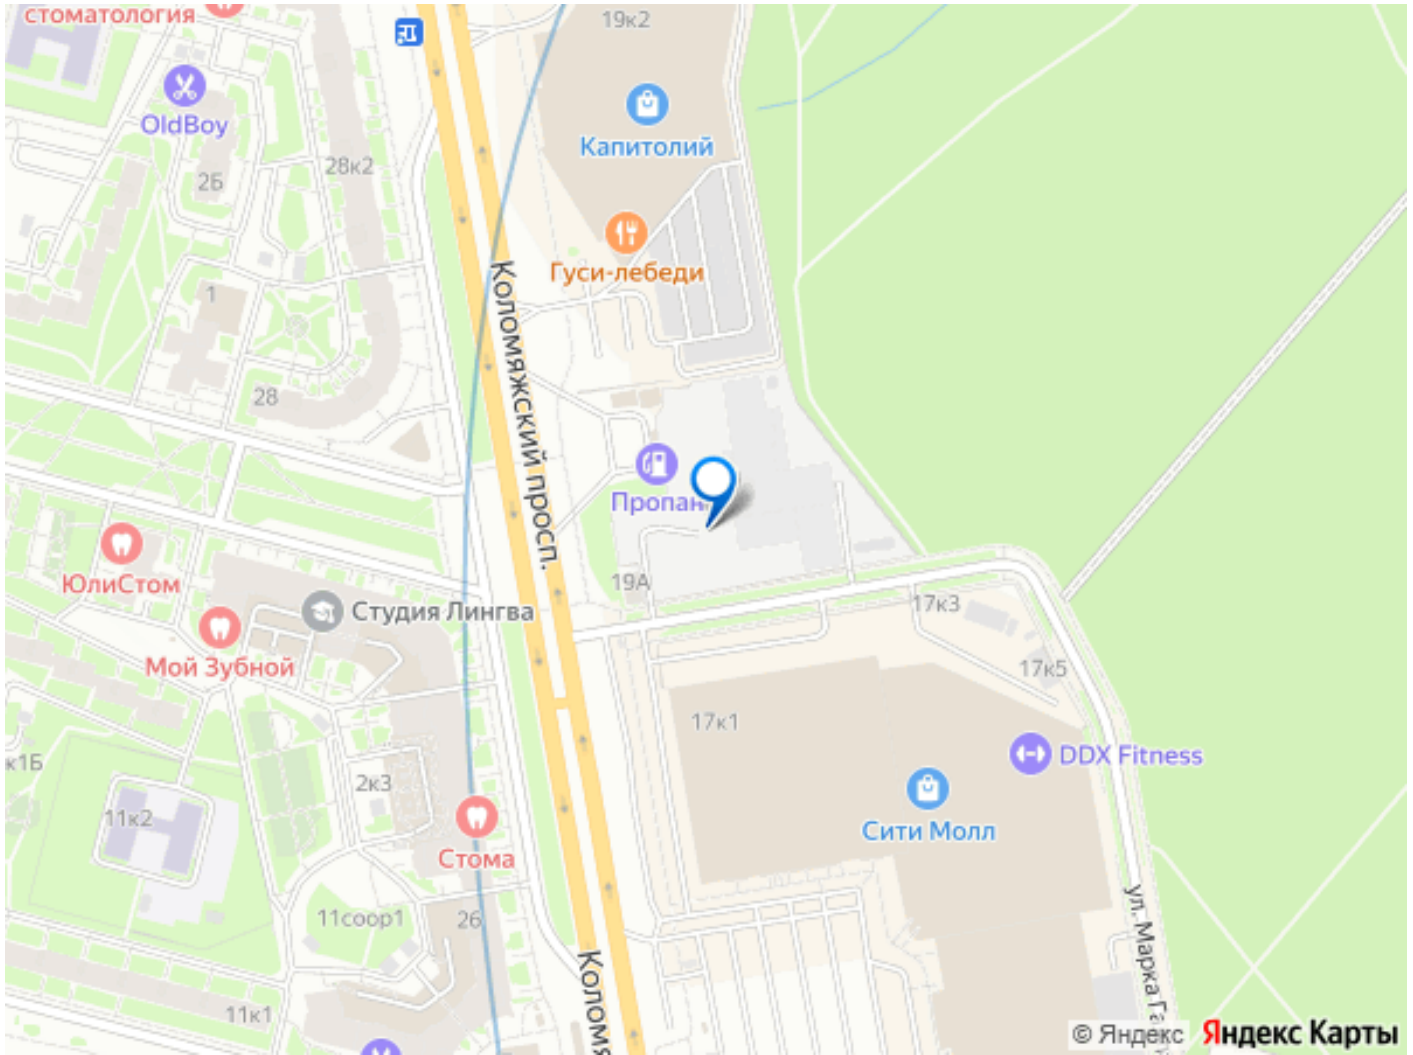 стоматология
19к2
OldBoy
Капитолий
28к2
2Б
Гуси-лебеди
1
Коломяжский просп.
28
Пропан
ЮлиСтом
19А
Студия Лингва
17к3
Мой Зубной
17к5
17к1
DDX Fitness
к1Б
2к3
11к2
Сити Молл
Стома
ул. Марка Га
11соор1
26
Коломя
11к1
© Яндекс Яндекс Карты